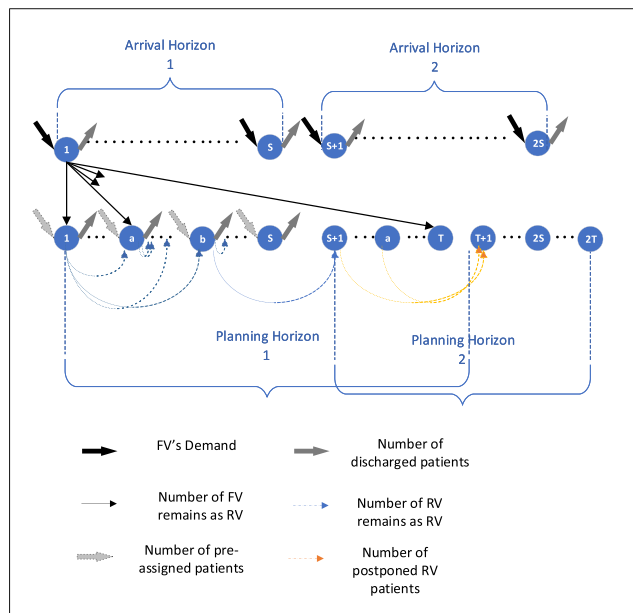 Arrival Horizon
1
Arrival Horizon
2
1 S S+1 2S
1 a b S S+1 a T T+1 2S 2T
Planning Horizon
1
Planning Horizon
2
FV's Demand
Number of
discharged patients
Number of FV
remains as RV
Number of RV
remains as RV
Number of pre-
assigned patients
Number of
postponed RV
patients